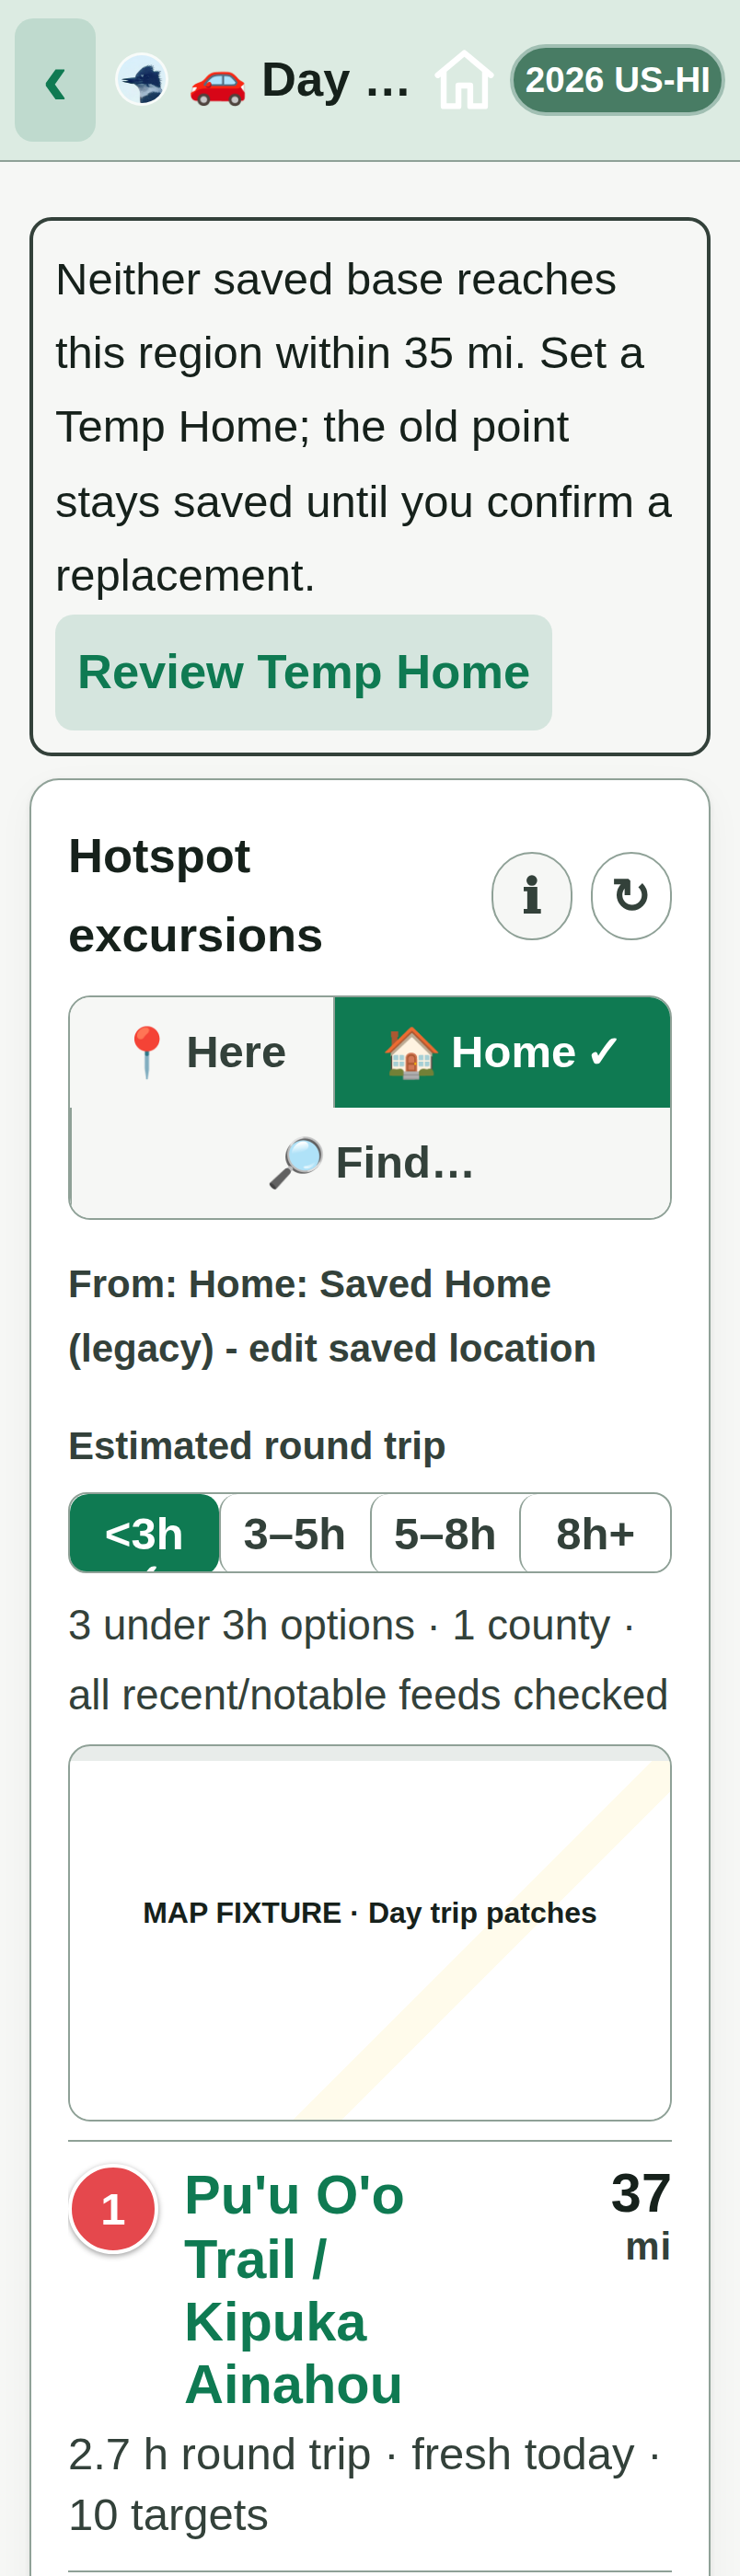 ‹ 🚗 Day … 2026 US-HI
Neither saved base reaches
this region within 35 mi. Set a
Temp Home; the old point
stays saved until you confirm a
replacement.
Review Temp Home
Hotspot
excursions
ℹ ↻
📍 Here 🏠 Home ✓
🔎 Find…
From: Home: Saved Home
(legacy) - edit saved location
Estimated round trip
<3h 3–5h 5–8h 8h+
3 under 3h options · 1 county ·
all recent/notable feeds checked
MAP FIXTURE · Day trip patches
1 Pu'u O'o 37
Trail / mi
Kipuka
Ainahou
2.7 h round trip · fresh today ·
10 targets